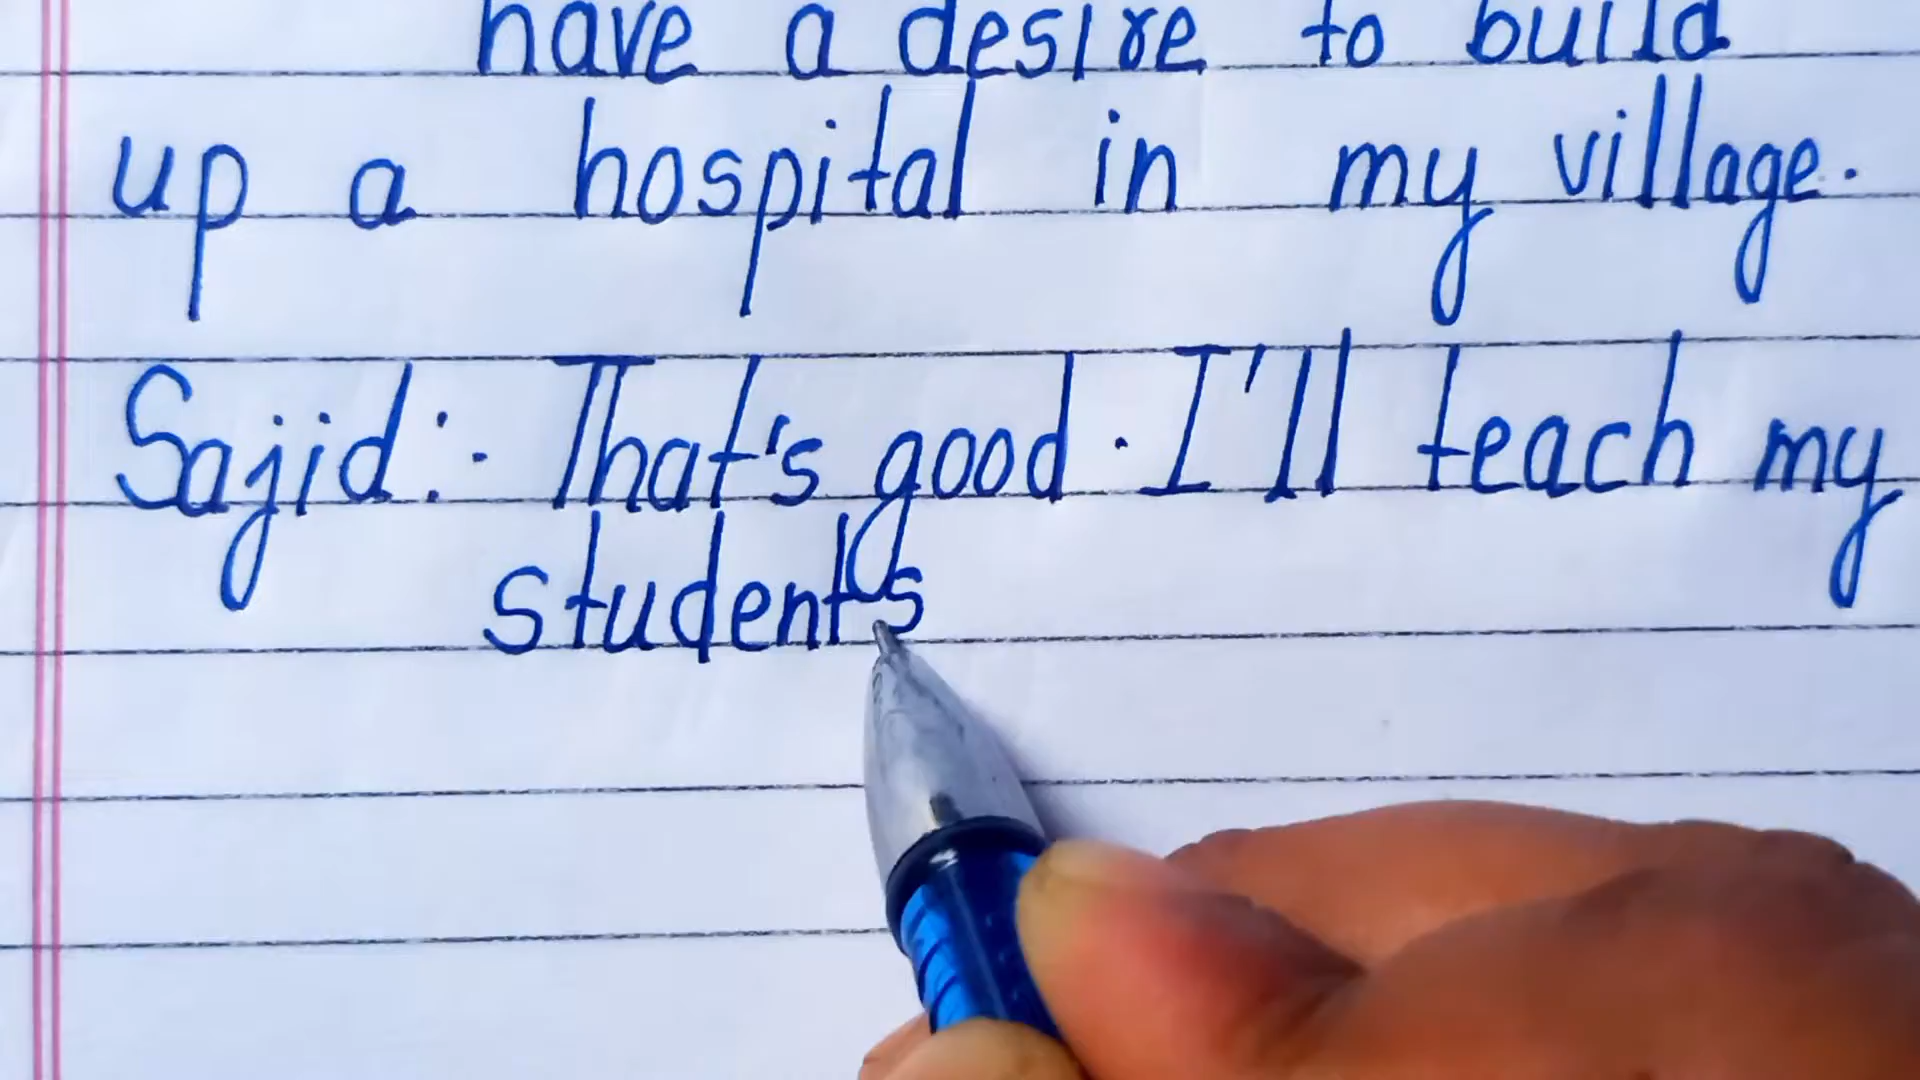 have a desire to build
up a hospital in my village.
Sajid:- That's good. I'll teach my
students